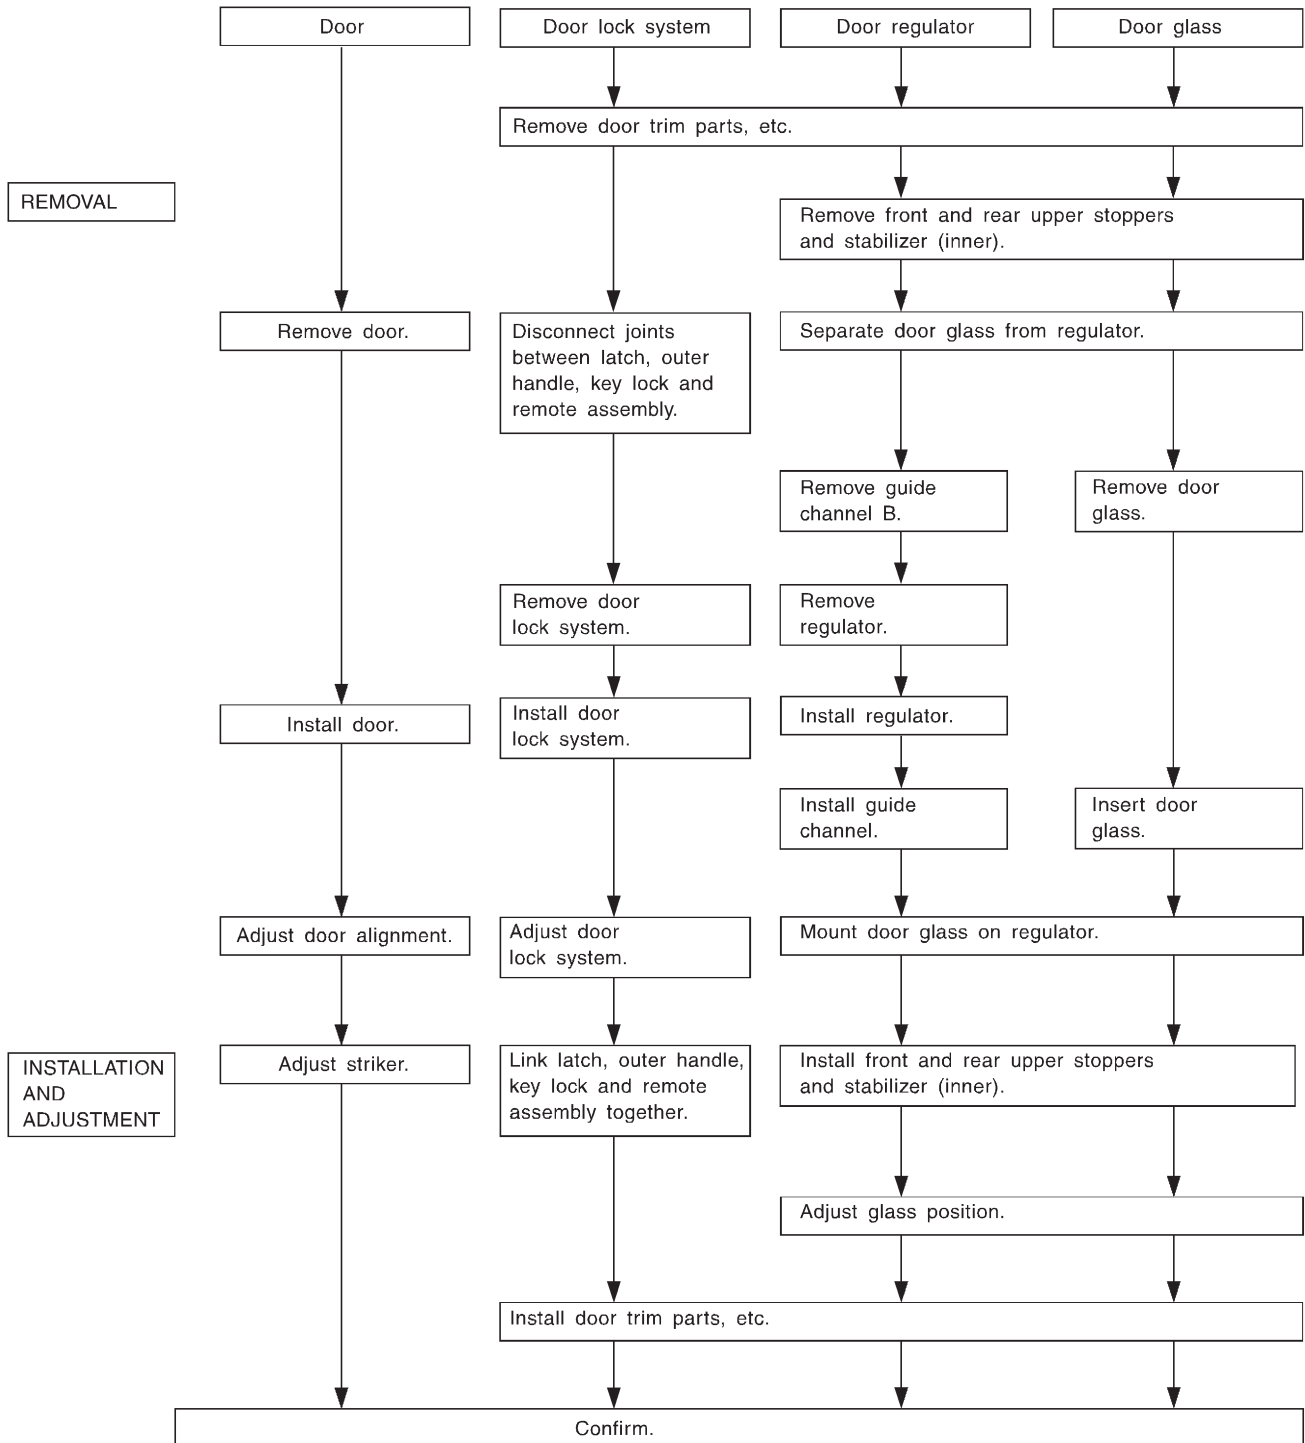 Door
Door lock system
Door regulator
Door glass
Remove door trim parts, etc.
REMOVAL
Remove front and rear upper stoppers
and stabilizer (inner).
Remove door.
Disconnect joints
between latch, outer
handle, key lock and
remote assembly.
Separate door glass from regulator.
Remove guide
channel B.
Remove door
glass.
Remove door
lock system.
Remove
regulator.
Install door.
Install door
lock system.
Install regulator.
Install guide
channel.
Insert door
glass.
Adjust door alignment.
Adjust door
lock system.
Mount door glass on regulator.
INSTALLATION
AND
ADJUSTMENT
Adjust striker.
Link latch, outer handle,
key lock and remote
assembly together.
Install front and rear upper stoppers
and stabilizer (inner).
Adjust glass position.
Install door trim parts, etc.
Confirm.